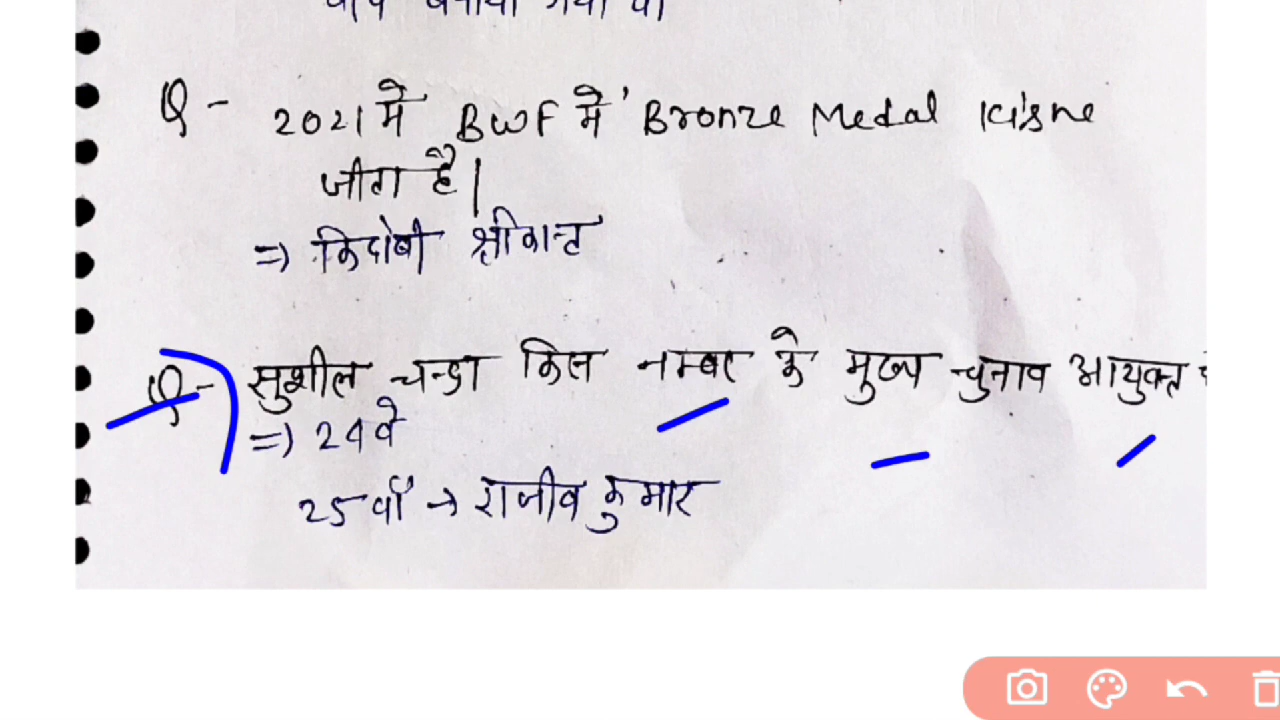 Q - 2021 में BWF में 'Bronze Medal kisne
जीता है|
=> किदांबी श्रीकान्त
Q- सुशील चन्द्रा किस नम्बर के मुख्य चुनाव आयुक्त
=> 24वे
25वाँ → राजीव कुमार